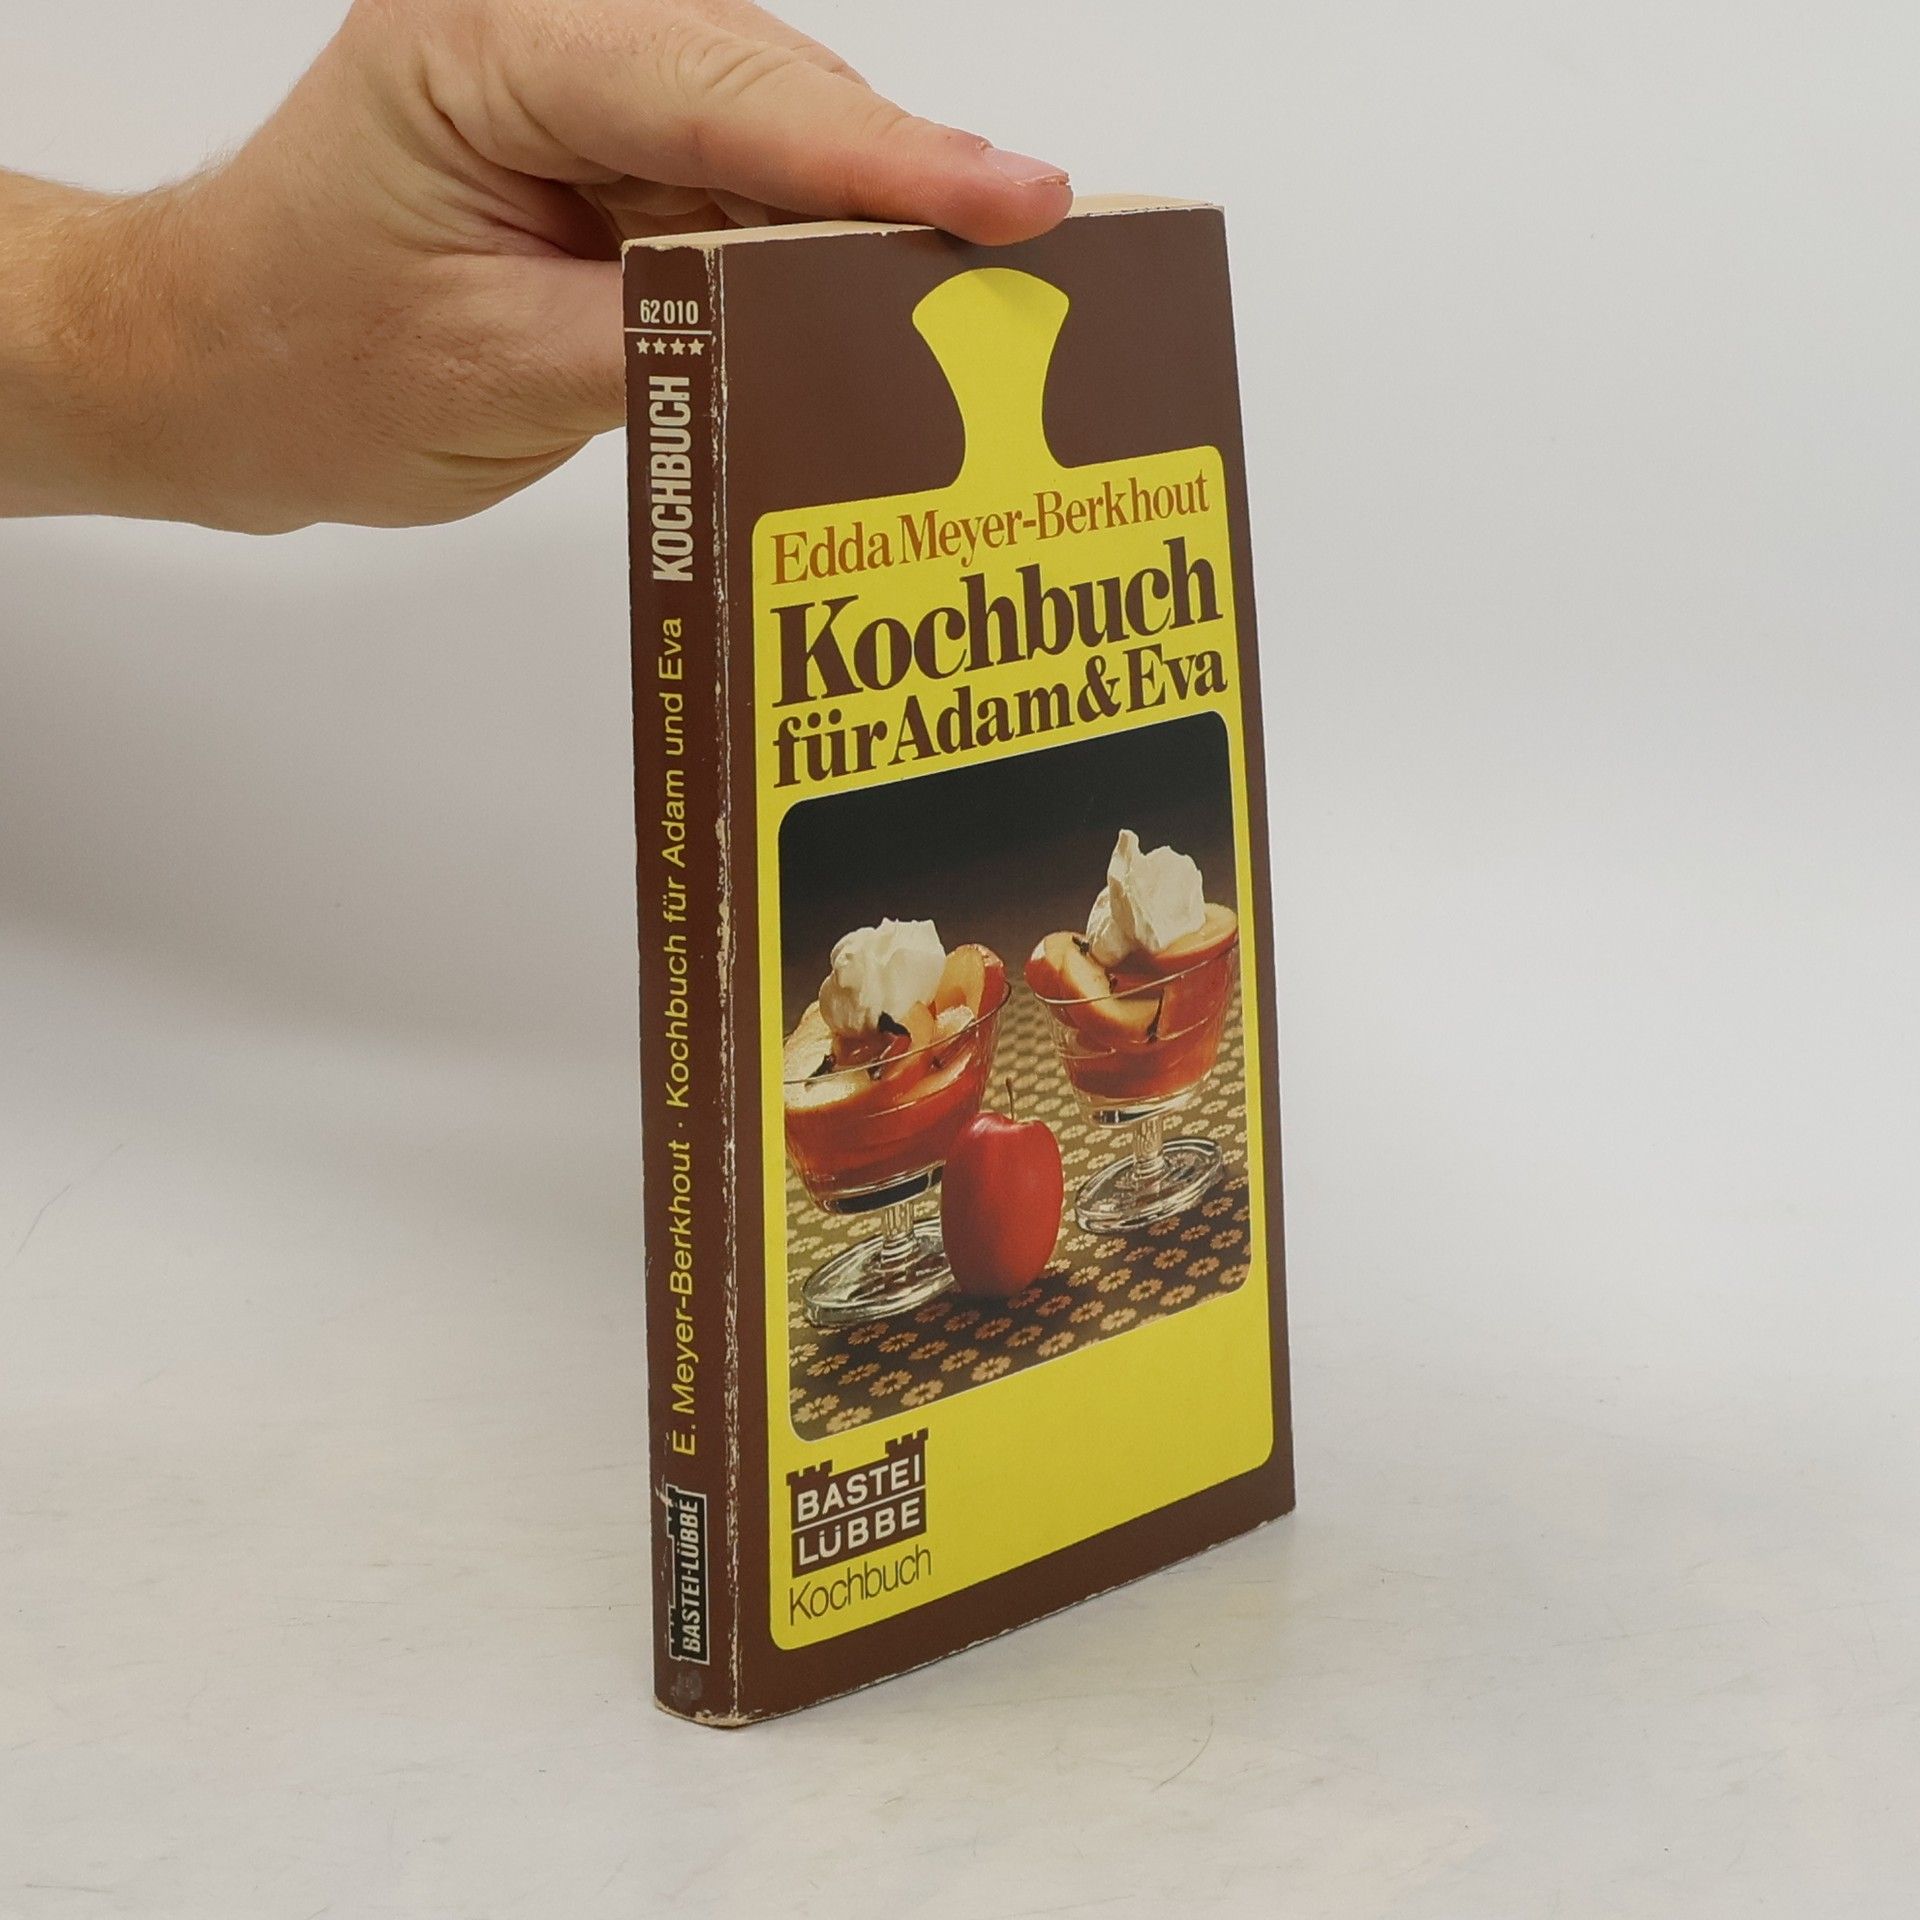 62 010
★★★★
KOCHBUCH
E. Meyer-Berkhout · Kochbuch für Adam und Eva
BASTEI-LÜBBE
Edda Meyer-Berkhout
Kochbuch
für Adam & Eva
BASTEI
LÜBBE
Kochbuch